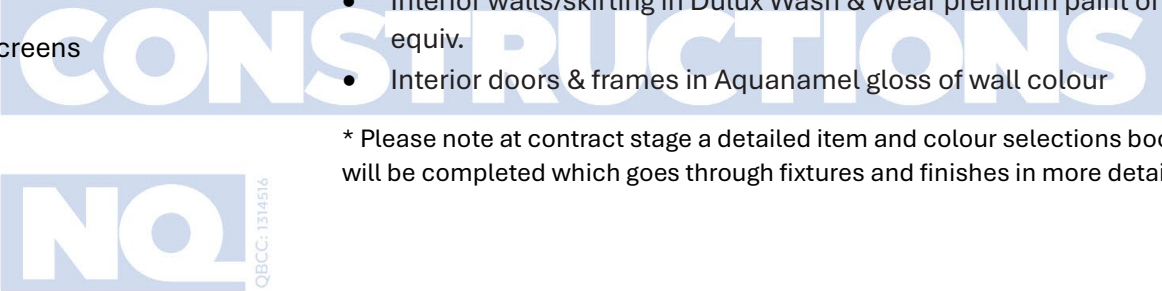 creens
Interior walls/skirting in Dulux Wash & Wear premium paint or
equiv.
• Interior doors & frames in Aquanamel gloss of wall colour
* Please note at contract stage a detailed item and colour selections boo
will be completed which goes through fixtures and finishes in more detai
CONSTRUCTIONS
NQ
QBCC: 1314516